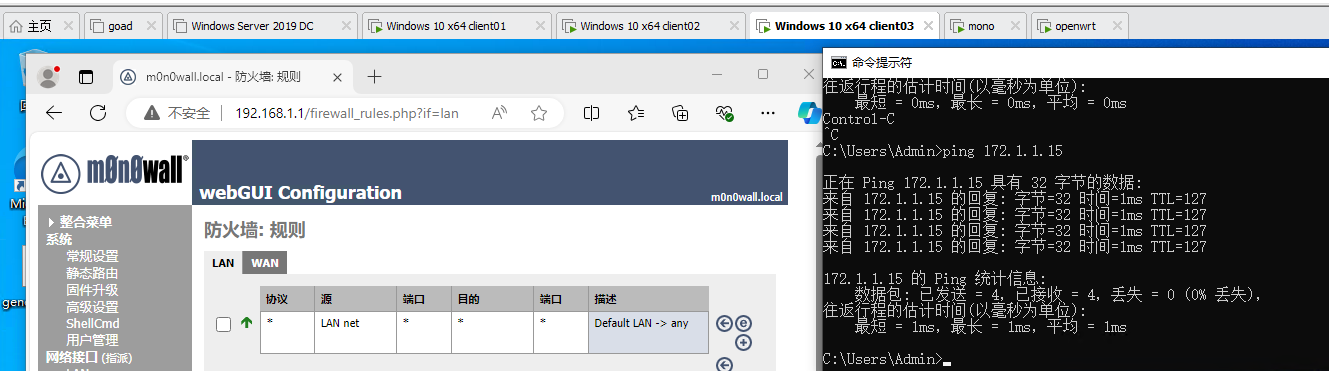 主页 goad Windows Server 2019 DC Windows 10 x64 client01 Windows 10 x64 client02 Windows 10 x64 client03 mono openwrt
m0n0wall.local - 防火墙: 规则
不安全 192.168.1.1/firewall_rules.php?if=lan
m0n0wall
webGUI Configuration
m0n0wall.local
整合菜单
系统
常规设置
静态路由
固件升级
高级设置
ShellCmd
用户管理
网络接口 (指派)
防火墙: 规则
LAN WAN
协议 源 端口 目的 端口 描述
* LAN net * * * Default LAN -> any
命令提示符
往返行程的估计时间(以毫秒为单位):
最短 = 0ms，最长 = 0ms，平均 = 0ms
Control-C
^C
C:\Users\Admin>ping 172.1.1.15
正在 Ping 172.1.1.15 具有 32 字节的数据:
来自 172.1.1.15 的回复: 字节=32 时间=1ms TTL=127
来自 172.1.1.15 的回复: 字节=32 时间=1ms TTL=127
来自 172.1.1.15 的回复: 字节=32 时间=1ms TTL=127
来自 172.1.1.15 的回复: 字节=32 时间=1ms TTL=127
172.1.1.15 的 Ping 统计信息:
数据包: 已发送 = 4，已接收 = 4，丢失 = 0 (0% 丢失)，
往返行程的估计时间(以毫秒为单位):
最短 = 1ms，最长 = 1ms，平均 = 1ms
C:\Users\Admin>